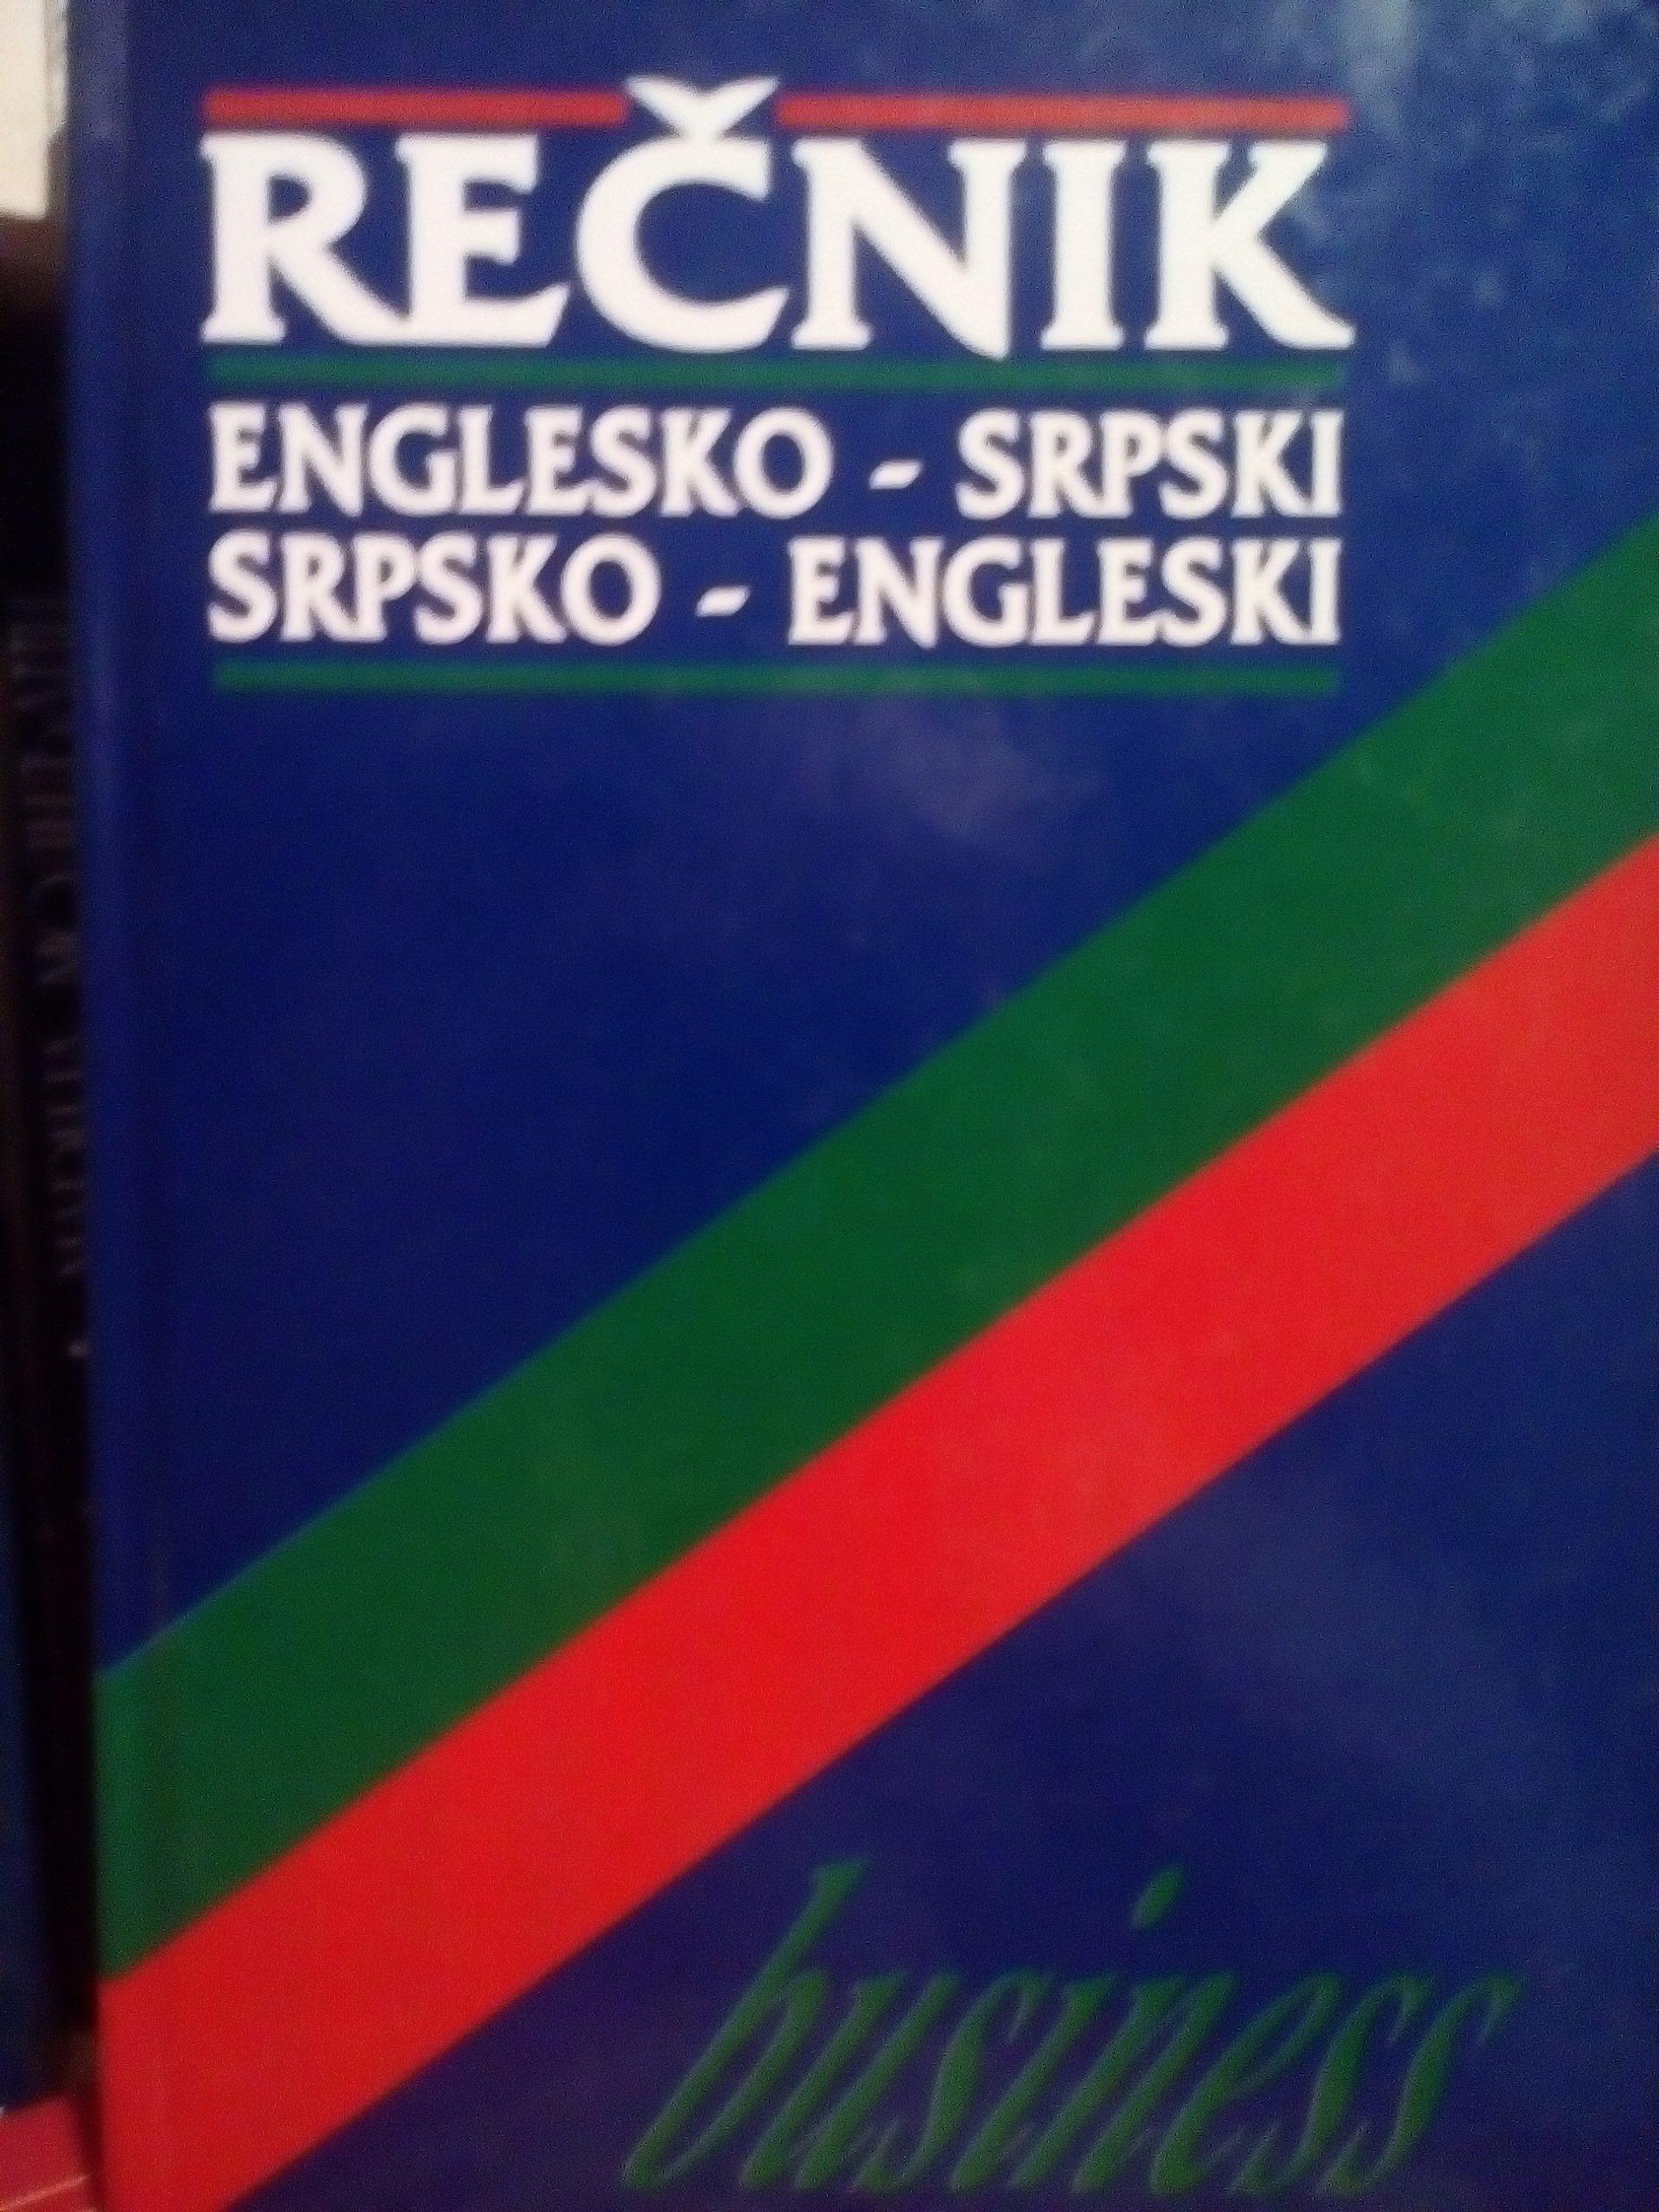 REČNIK
ENGLESKO - SRPSKI
SRPSKO - ENGLESKI
business